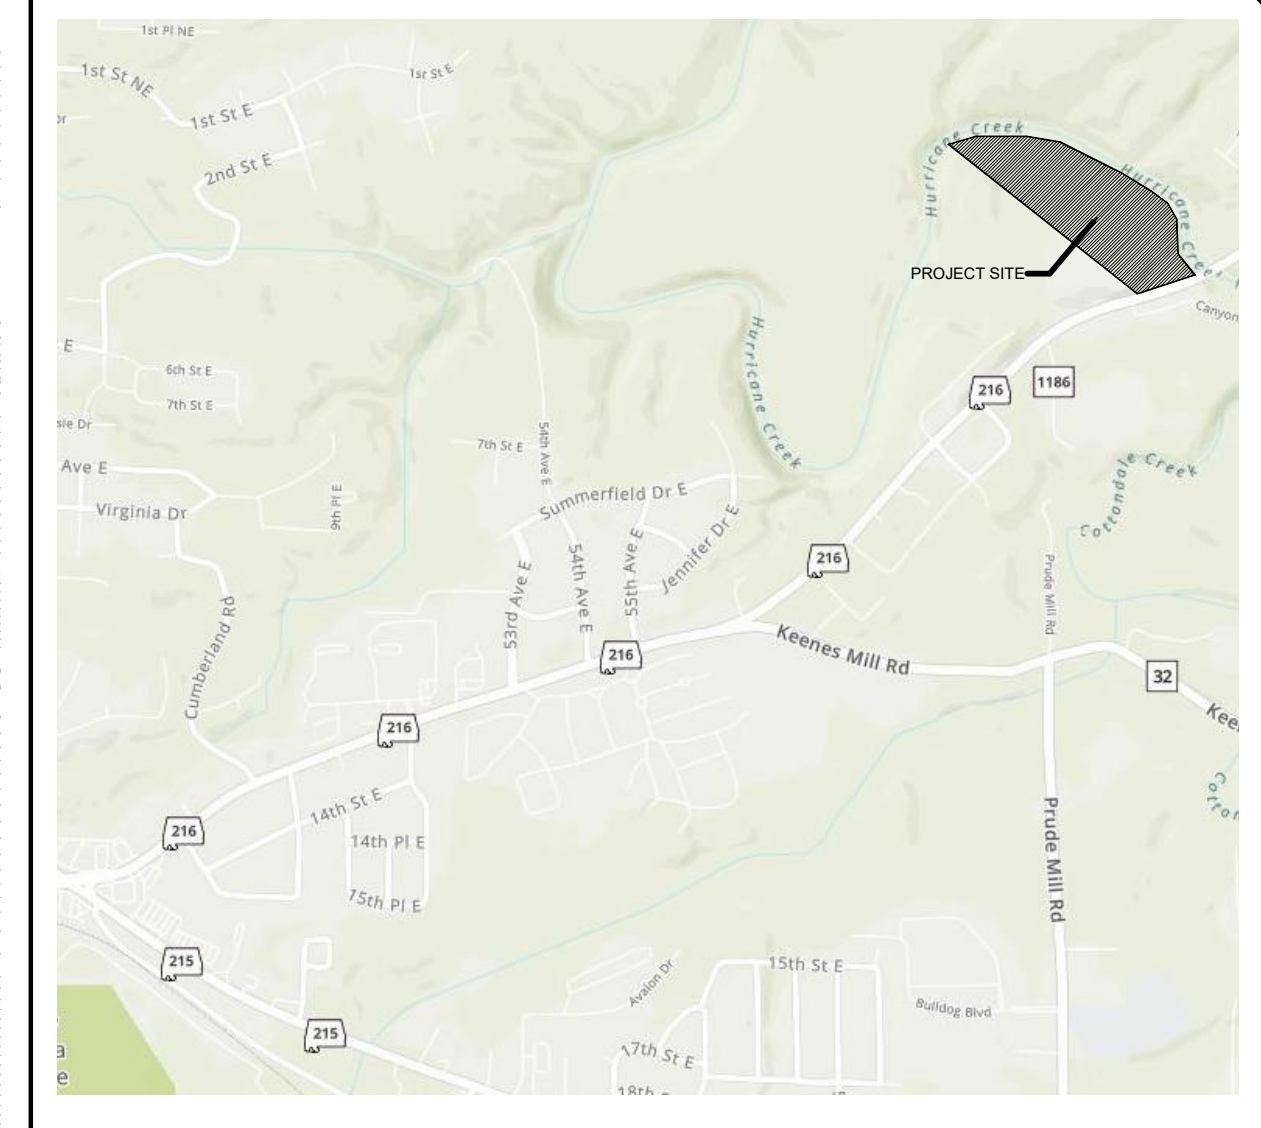 1st Pl NE
1st St NE
1st St E
1st St E
2nd St E
Hurricane Creek
Hurricane Creek
PROJECT SITE
Canyon
E
6th St E
7th St E
216
1186
Hurricane Creek
sie Dr
Ave E
Virginia Dr
9th Pl E
7th St E
54th Ave E
Summerfield Dr E
Cottondale Creek
53rd Ave E
54th Ave E
55th Ave E
Jennifer Dr E
216
Prude Mill Rd
Cumberland Rd
216
Keenes Mill Rd
32
Kee
216
14th St E
14th Pl E
15th Pl E
216
Prude Mill Rd
Cotton
215
15th St E
Avalon Dr
Bulldog Blvd
215
17th St E
18th
a
e